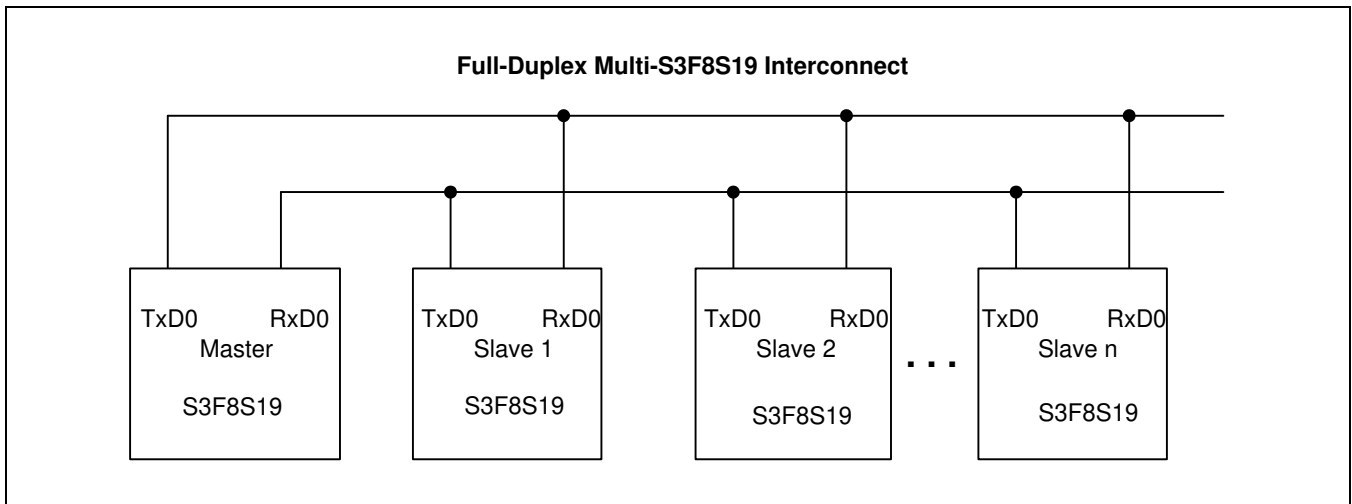 Full-Duplex Multi-S3F8S19 Interconnect
TxD0 RxD0
Master
S3F8S19
TxD0 RxD0
Slave 1
S3F8S19
TxD0 RxD0
Slave 2
S3F8S19
. . .
TxD0 RxD0
Slave n
S3F8S19